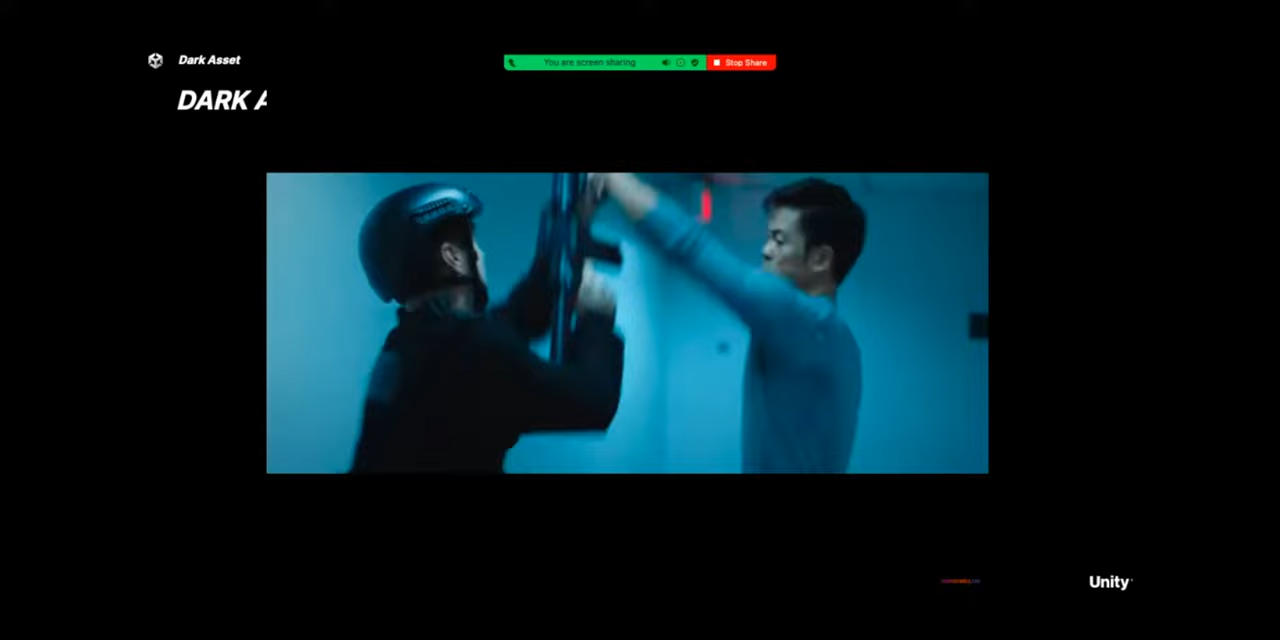 Dark Asset
You are screen sharing
Stop Share
DARK A
Unity